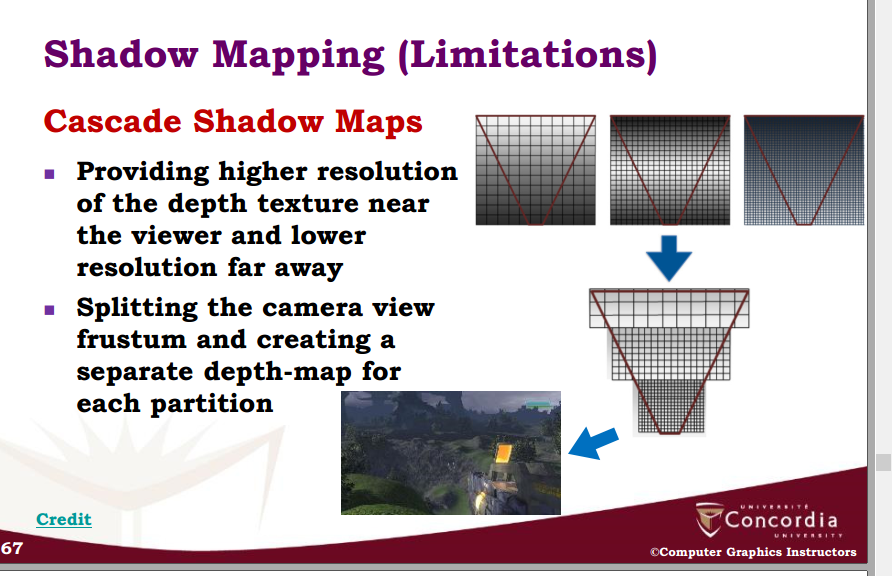 Shadow Mapping (Limitations)
Cascade Shadow Maps
Providing higher resolution
of the depth texture near
the viewer and lower
resolution far away
Splitting the camera view
frustum and creating a
separate depth-map for
each partition
Credit
67
UNIVERSITÉ
Concordia
UNIVERSITY
©Computer Graphics Instructors